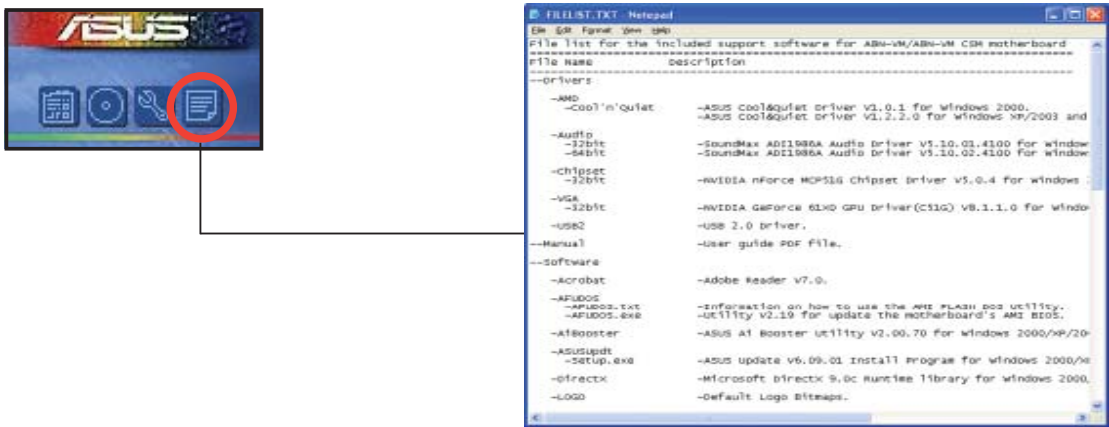 ASUS
FILELIST.TXT - Notepad
File Edit Format View Help
File list for the included support software for A8N-VM/A8N-VM CSM motherboard
File Name Description
--Drivers
-AMD
-Cool'n'Quiet -ASUS Cool&Quiet Driver V1.0.1 for Windows 2000.
-ASUS Cool&Quiet Driver V1.2.2.0 for Windows XP/2003 and
-Audio
-32bit -SoundMax ADI1986A Audio Driver V5.10.01.4100 for Window
-64bit -SoundMax ADI1986A Audio Driver V5.10.02.4100 for Window
-Chipset
-32bit -NVIDIA nForce MCP51G Chipset Driver V5.0.4 for Windows
-VGA
-32bit -NVIDIA GeForce 61X0 GPU Driver(C51G) V8.1.1.0 for Windo
-USB2 -USB 2.0 Driver.
--Manual -User guide PDF file.
--Software
-Acrobat -Adobe Reader V7.0.
-AFUDOS
-AFUDOS.txt -Information on how to use the AMI FLASH DOS Utility.
-AFUDOS.exe -Utility V2.19 for update the motherboard's AMI BIOS.
-AiBooster -ASUS Ai Booster Utility V2.00.70 for Windows 2000/XP/20
-ASUSUpdt
-Setup.exe -ASUS Update V6.09.01 Install Program for Windows 2000/X
-DirectX -Microsoft DirectX 9.0c Runtime library for Windows 2000,
-LOGO -Default Logo Bitmaps.